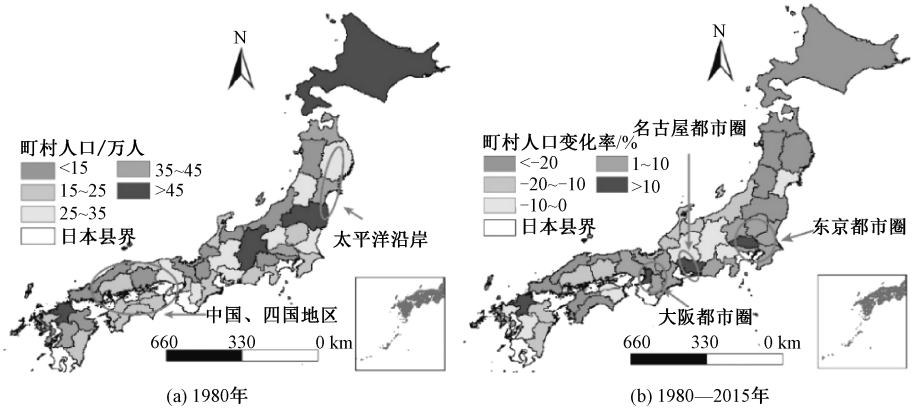 N
町村人口/万人
<15
35~45
15~25
>45
25~35
日本县界
太平洋沿岸
中国、四国地区
660 330 0 km
(a) 1980年
N
名古屋都市圈
町村人口变化率/%
<-20
1~10
-20~-10
>10
-10~0
日本县界
东京都市圈
大阪都市圈
660 330 0 km
(b) 1980—2015年